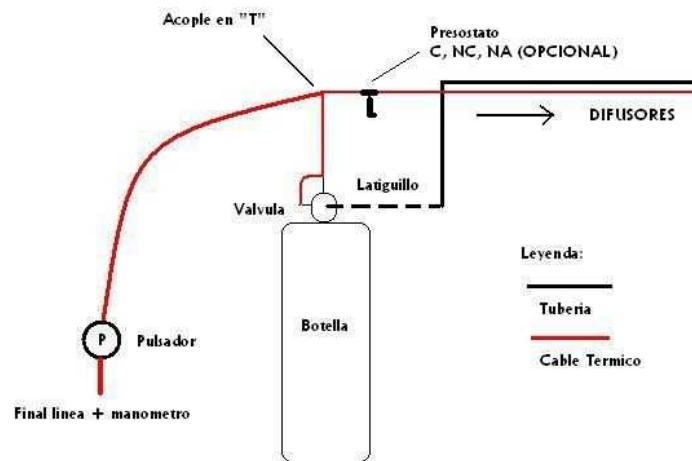 Acople en "T"
Presostato
C, NC, NA (OPCIONAL)
DIFUSORES
Latiguillo
Valvula
Leyenda:
Tuberia
Botella
P
Pulsador
Cable Termico
Final linea + manometro